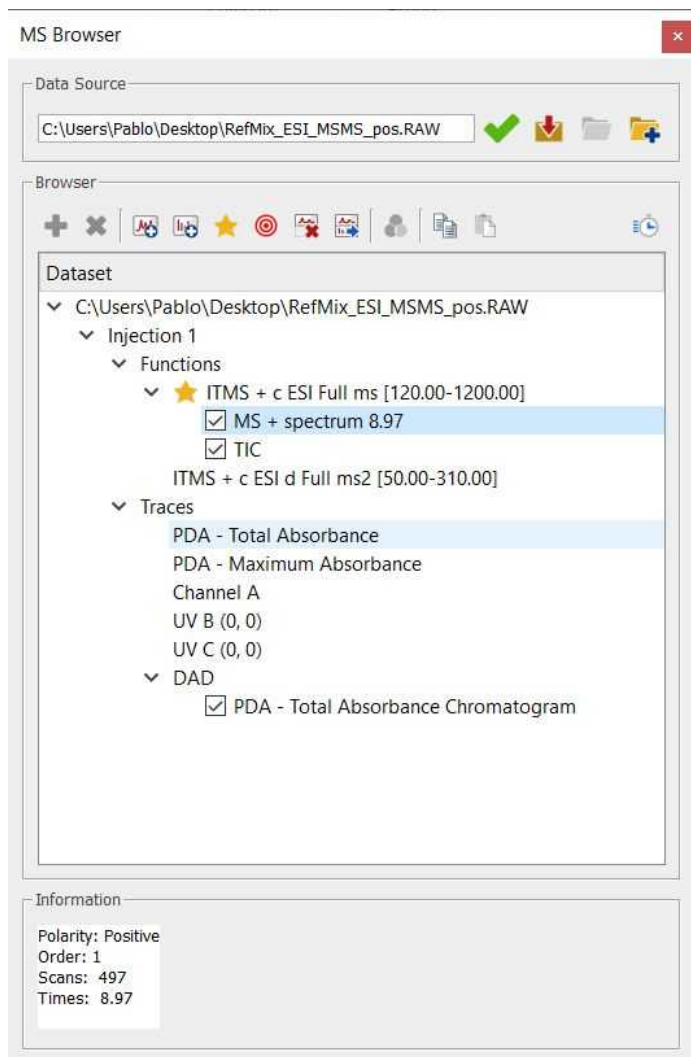 MS Browser
Data Source
C:\Users\Pablo\Desktop\RefMix_ESI_MSMS_pos.RAW
Browser
Dataset
C:\Users\Pablo\Desktop\RefMix_ESI_MSMS_pos.RAW
Injection 1
Functions
ITMS + c ESI Full ms [120.00-1200.00]
MS + spectrum 8.97
TIC
ITMS + c ESI d Full ms2 [50.00-310.00]
Traces
PDA - Total Absorbance
PDA - Maximum Absorbance
Channel A
UV B (0, 0)
UV C (0, 0)
DAD
PDA - Total Absorbance Chromatogram
Information
Polarity: Positive
Order: 1
Scans: 497
Times: 8.97